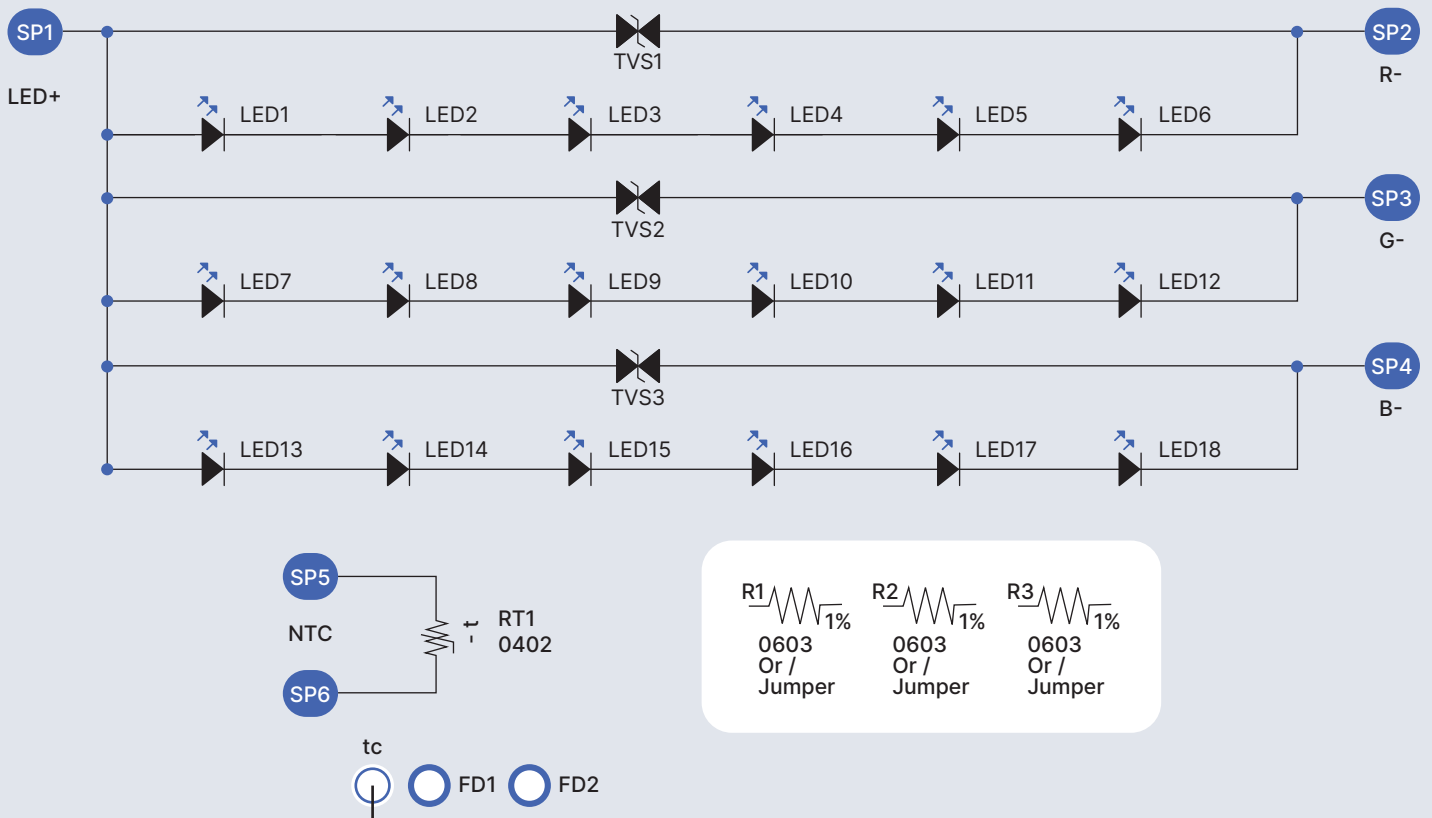 SP1
SP2
TVS1
R-
LED+
LED1 LED2 LED3 LED4 LED5 LED6
SP3
TVS2
G-
LED7 LED8 LED9 LED10 LED11 LED12
SP4
TVS3
B-
LED13 LED14 LED15 LED16 LED17 LED18
SP5
NTC
SP6
- t
RT1
0402
R1
1%
0603
Or /
Jumper
R2
1%
0603
Or /
Jumper
R3
1%
0603
Or /
Jumper
tc
FD1
FD2